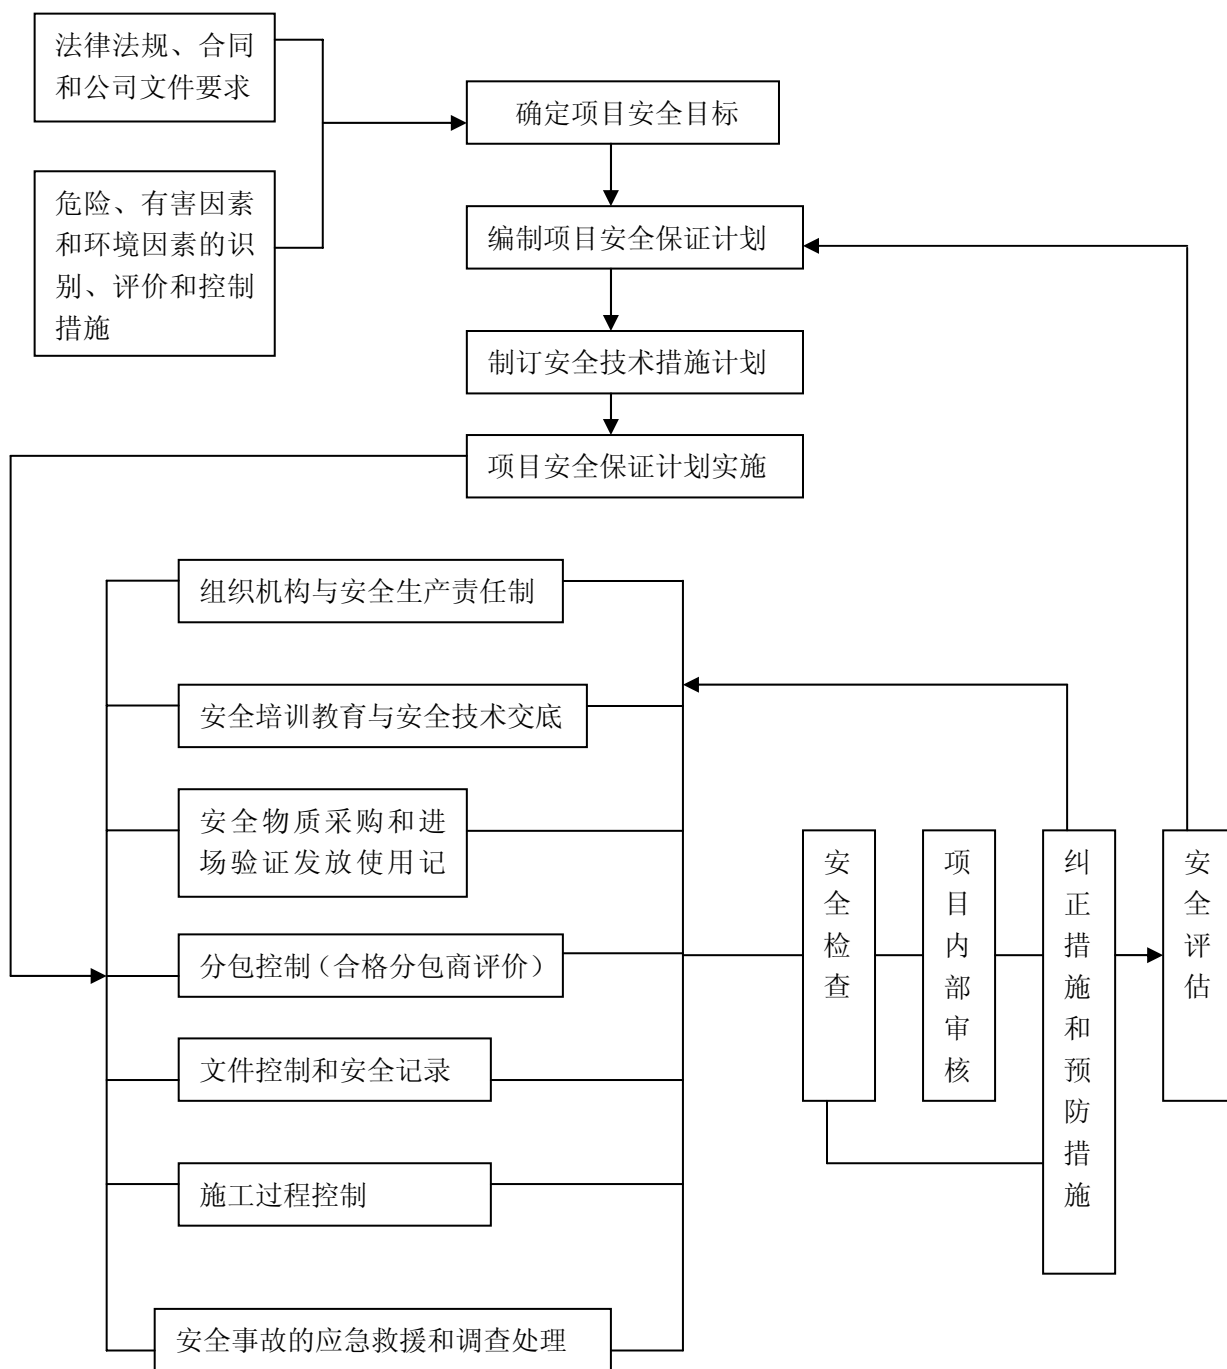 法律法规、合同
和公司文件要求
确定项目安全目标
危险、有害因素
和环境因素的识
别、评价和控制
措施
编制项目安全保证计划
制订安全技术措施计划
项目安全保证计划实施
组织机构与安全生产责任制
安全培训教育与安全技术交底
安全物质采购和进
场验证发放使用记
分包控制（合格分包商评价）
文件控制和安全记录
施工过程控制
安全事故的应急救援和调查处理
安全检查
项目内部审核
纠正措施和预防措施
安全评估